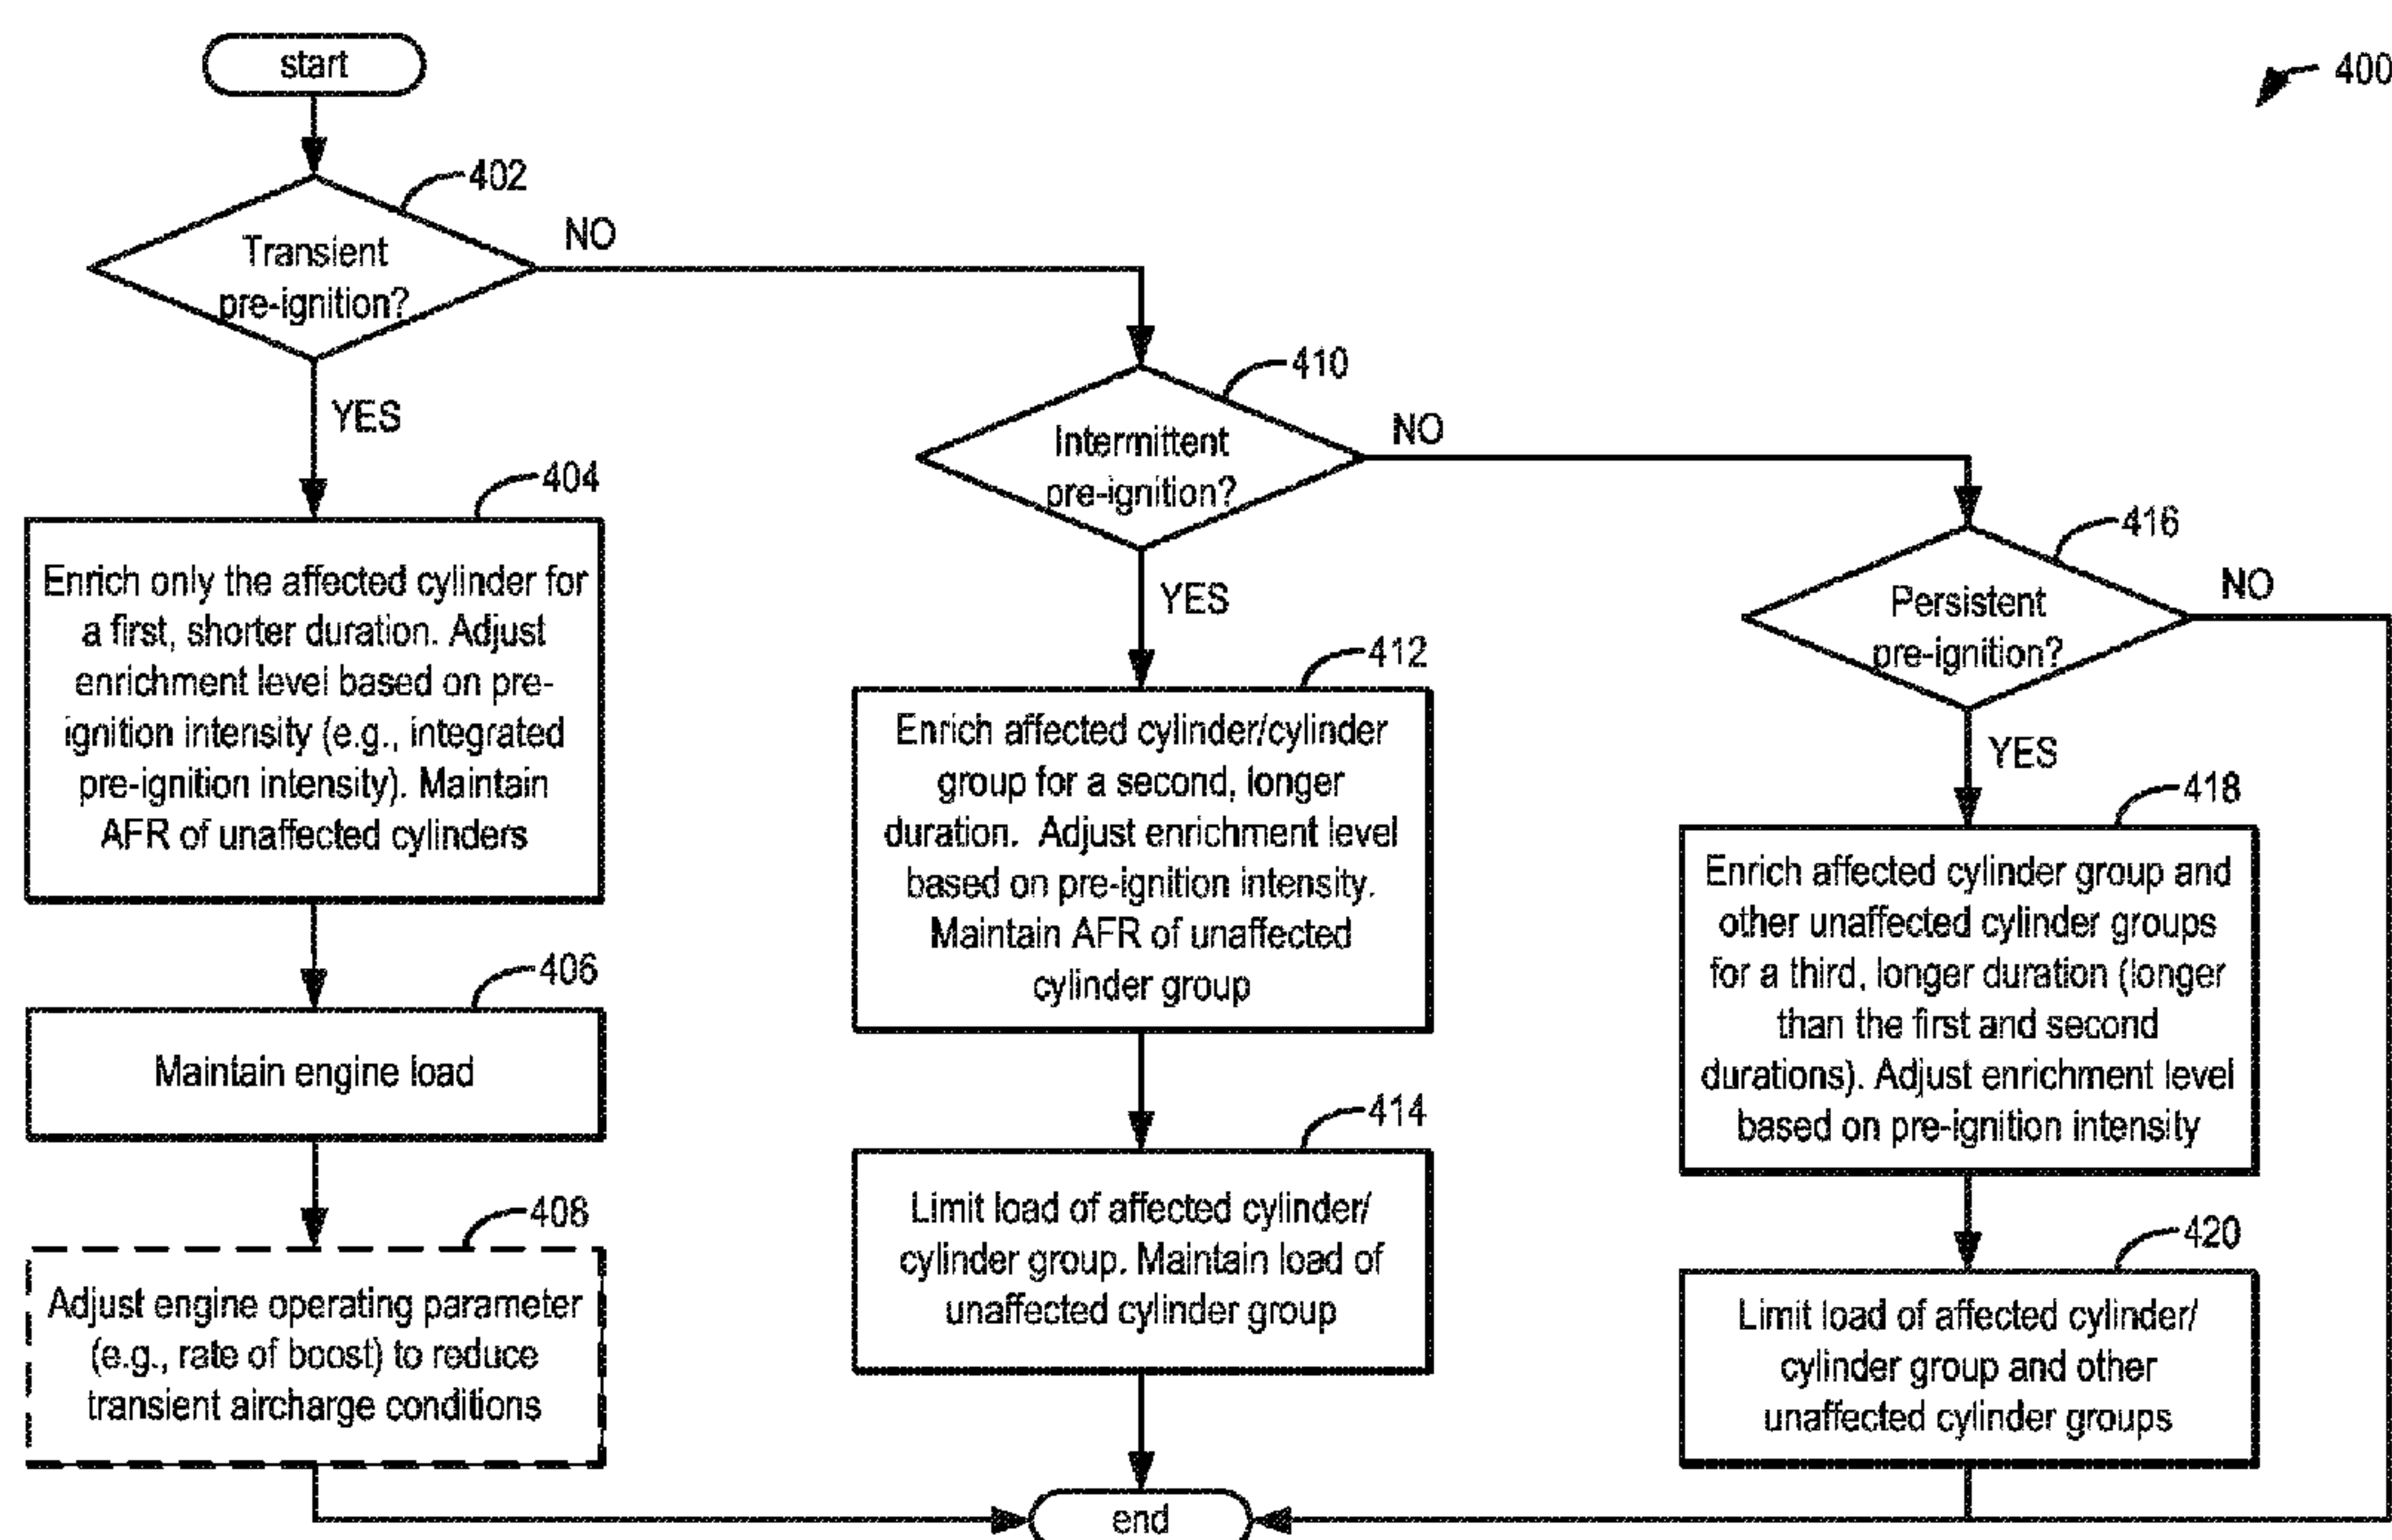 start
400
402
Transient
pre-ignition?
NO
YES
404
Enrich only the affected cylinder for
a first, shorter duration. Adjust
enrichment level based on pre-
ignition intensity (e.g., integrated
pre-ignition intensity). Maintain
AFR of unaffected cylinders
406
Maintain engine load
408
Adjust engine operating parameter
(e.g., rate of boost) to reduce
transient aircharge conditions
410
Intermittent
pre-ignition?
NO
YES
412
Enrich affected cylinder/cylinder
group for a second, longer
duration. Adjust enrichment level
based on pre-ignition intensity.
Maintain AFR of unaffected
cylinder group
414
Limit load of affected cylinder/
cylinder group. Maintain load of
unaffected cylinder group
416
Persistent
pre-ignition?
NO
YES
418
Enrich affected cylinder group and
other unaffected cylinder groups
for a third, longer duration (longer
than the first and second
durations). Adjust enrichment level
based on pre-ignition intensity
420
Limit load of affected cylinder/
cylinder group and other
unaffected cylinder groups
end